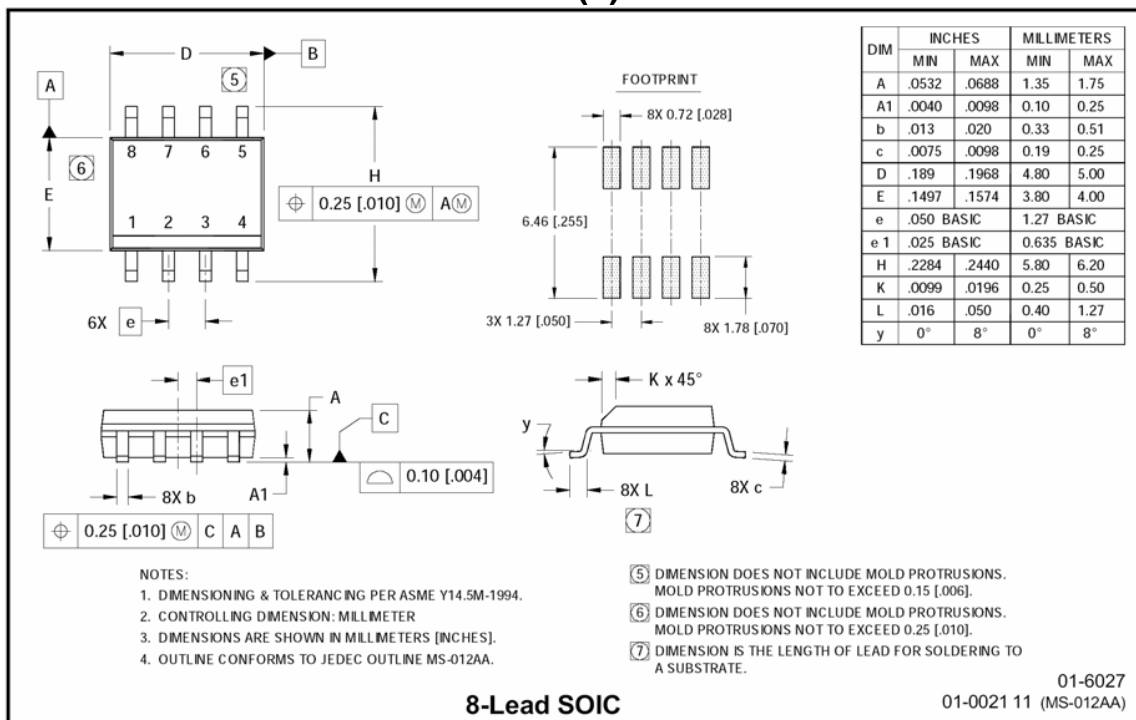 D
B
5
A
8 7 6 5
6
E
H
⌖ 0.25 [.010] Ⓜ AⓂ
1 2 3 4
6X e
FOOTPRINT
8X 0.72 [.028]
6.46 [.255]
3X 1.27 [.050]
8X 1.78 [.070]
DIM INCHES MILLIMETERS
MIN MAX MIN MAX
A .0532 .0688 1.35 1.75
A1 .0040 .0098 0.10 0.25
b .013 .020 0.33 0.51
c .0075 .0098 0.19 0.25
D .189 .1968 4.80 5.00
E .1497 .1574 3.80 4.00
e .050 BASIC 1.27 BASIC
e 1 .025 BASIC 0.635 BASIC
H .2284 .2440 5.80 6.20
K .0099 .0196 0.25 0.50
L .016 .050 0.40 1.27
y 0° 8° 0° 8°
e1
A
C
0.10 [.004]
8X b
A1
⌖ 0.25 [.010] Ⓜ C A B
K x 45°
y
8X L
8X c
7
NOTES:
1. DIMENSIONING & TOLERANCING PER ASME Y14.5M-1994.
2. CONTROLLING DIMENSION: MILLIMETER
3. DIMENSIONS ARE SHOWN IN MILLIMETERS [INCHES].
4. OUTLINE CONFORMS TO JEDEC OUTLINE MS-012AA.
5 DIMENSION DOES NOT INCLUDE MOLD PROTRUSIONS.
MOLD PROTRUSIONS NOT TO EXCEED 0.15 [.006].
6 DIMENSION DOES NOT INCLUDE MOLD PROTRUSIONS.
MOLD PROTRUSIONS NOT TO EXCEED 0.25 [.010].
7 DIMENSION IS THE LENGTH OF LEAD FOR SOLDERING TO
A SUBSTRATE.
8-Lead SOIC
01-6027
01-0021 11 (MS-012AA)